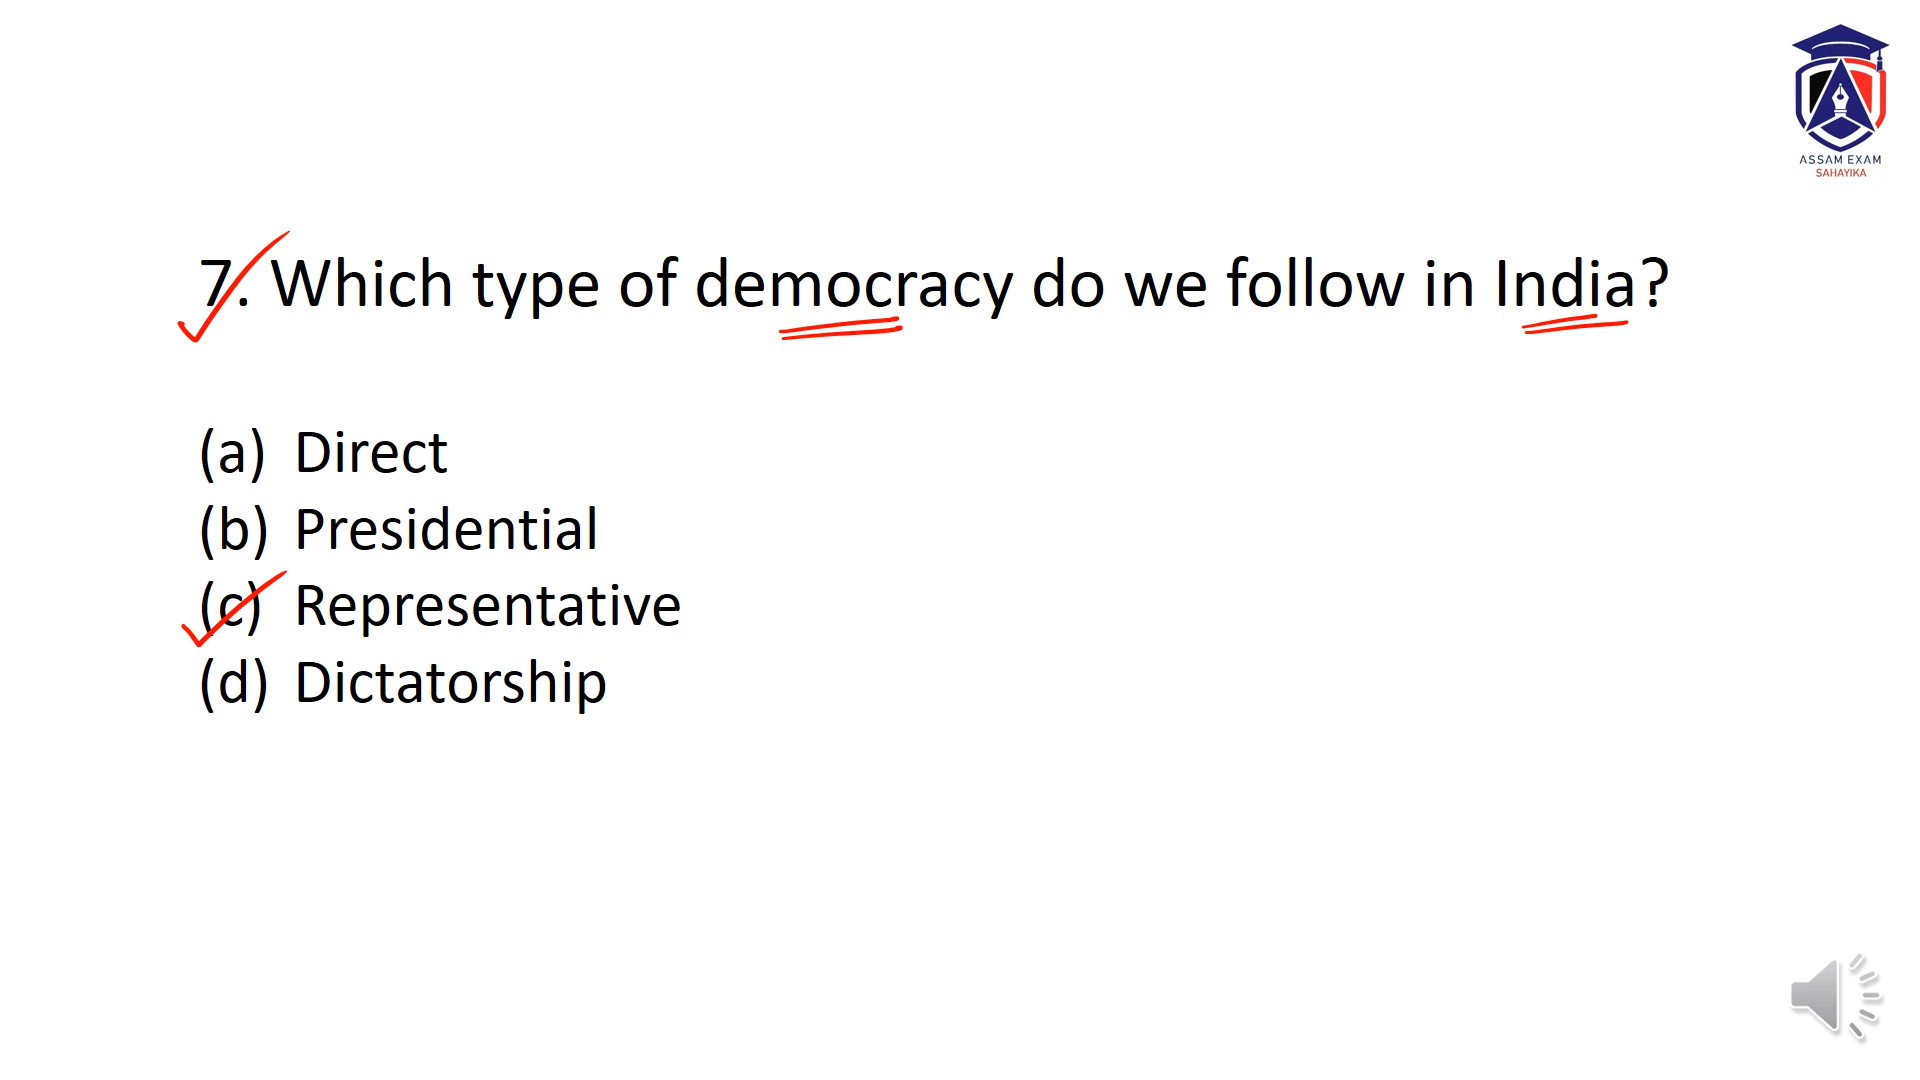 ASSAM EXAM
SAHAYIKA
7. Which type of democracy do we follow in India?
(a) Direct
(b) Presidential
(c) Representative
(d) Dictatorship